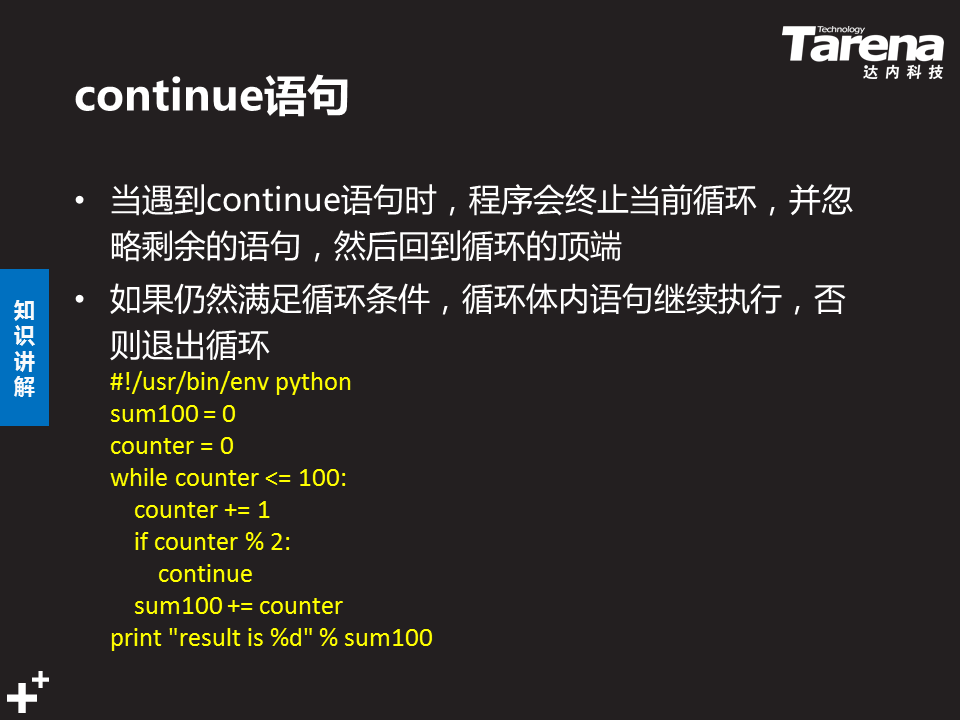 Technology
Tarena
达内科技
continue语句
• 当遇到continue语句时，程序会终止当前循环，并忽
略剩余的语句，然后回到循环的顶端
• 如果仍然满足循环条件，循环体内语句继续执行，否
则退出循环
知
识
讲
解
#!/usr/bin/env python
sum100 = 0
counter = 0
while counter <= 100:
    counter += 1
    if counter % 2:
        continue
    sum100 += counter
print "result is %d" % sum100